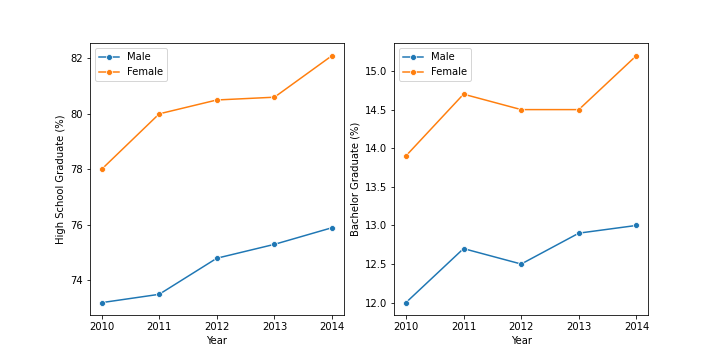 Male
Female
82
80
78
76
74
High School Graduate (%)
2010 2011 2012 2013 2014
Year
Male
Female
15.0
14.5
14.0
13.5
13.0
12.5
12.0
Bachelor Graduate (%)
2010 2011 2012 2013 2014
Year